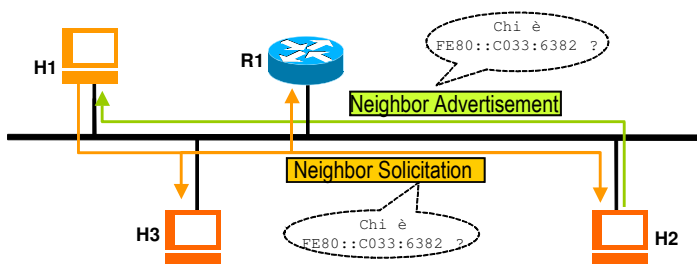 Chi è
FE80::C033:6382 ?
H1
R1
Neighbor Advertisement
Neighbor Solicitation
Chi è
FE80::C033:6382 ?
H3
H2